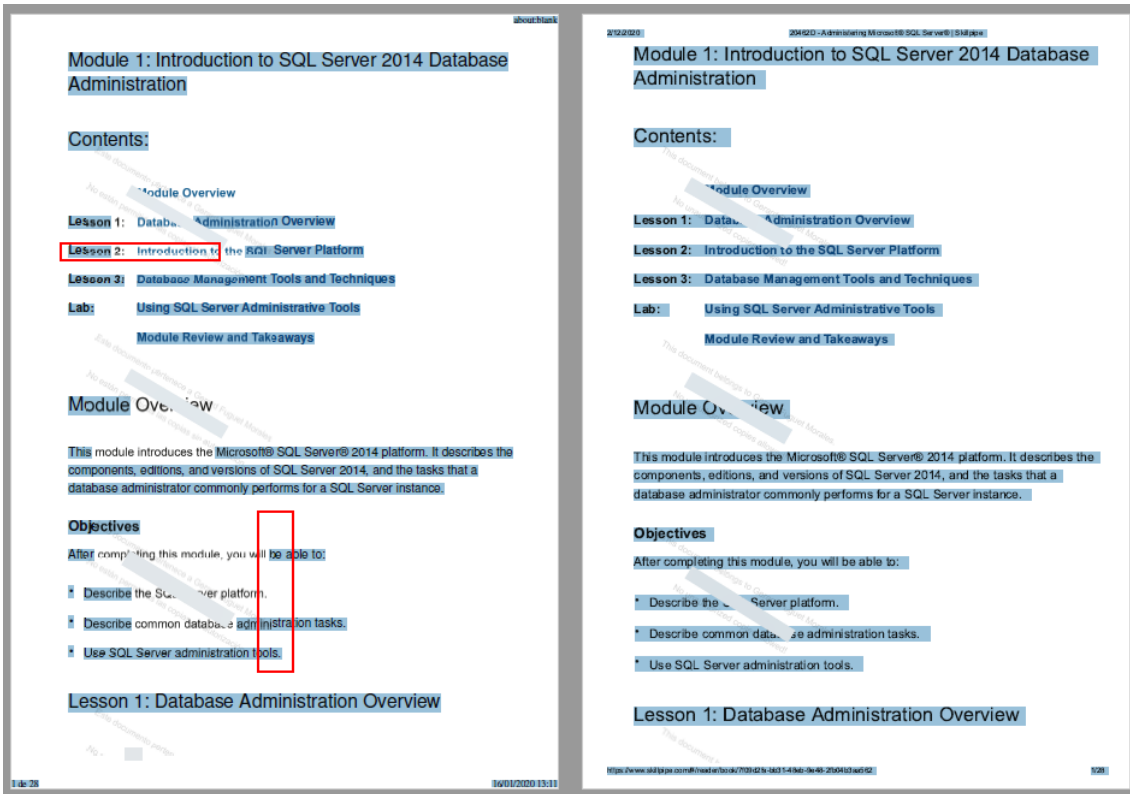 about:blank
Module 1: Introduction to SQL Server 2014 Database
Administration
Contents:
Module Overview
Lesson 1: Administration Overview
Lesson 2: Introduction to the SQL Server Platform
Lesson 3: Database Management Tools and Techniques
Lab: Using SQL Server Administrative Tools
Module Review and Takeaways
Module
This module introduces the Microsoft® SQL Server® 2014 platform. It describes the
components, editions, and versions of SQL Server 2014, and the tasks that a
database administrator commonly performs for a SQL Server instance.
Objectives
After completing this module, you will be able to:
• Describe the platform.
• Describe common database administration tasks.
• Use SQL Server administration tools.
Lesson 1: Database Administration Overview
1 de 28 16/01/2020 13:11
2/12/2020 20462D - Administering Microsoft® SQL Server® | Skillpipe
Module 1: Introduction to SQL Server 2014 Database
Administration
Contents:
Module Overview
Lesson 1: Administration Overview
Lesson 2: Introduction to the SQL Server Platform
Lesson 3: Database Management Tools and Techniques
Lab: Using SQL Server Administrative Tools
Module Review and Takeaways
Module
This module introduces the Microsoft® SQL Server® 2014 platform. It describes the
components, editions, and versions of SQL Server 2014, and the tasks that a
database administrator commonly performs for a SQL Server instance.
Objectives
After completing this module, you will be able to:
• Describe the Server platform.
• Describe common administration tasks.
• Use SQL Server administration tools.
Lesson 1: Database Administration Overview
1/28